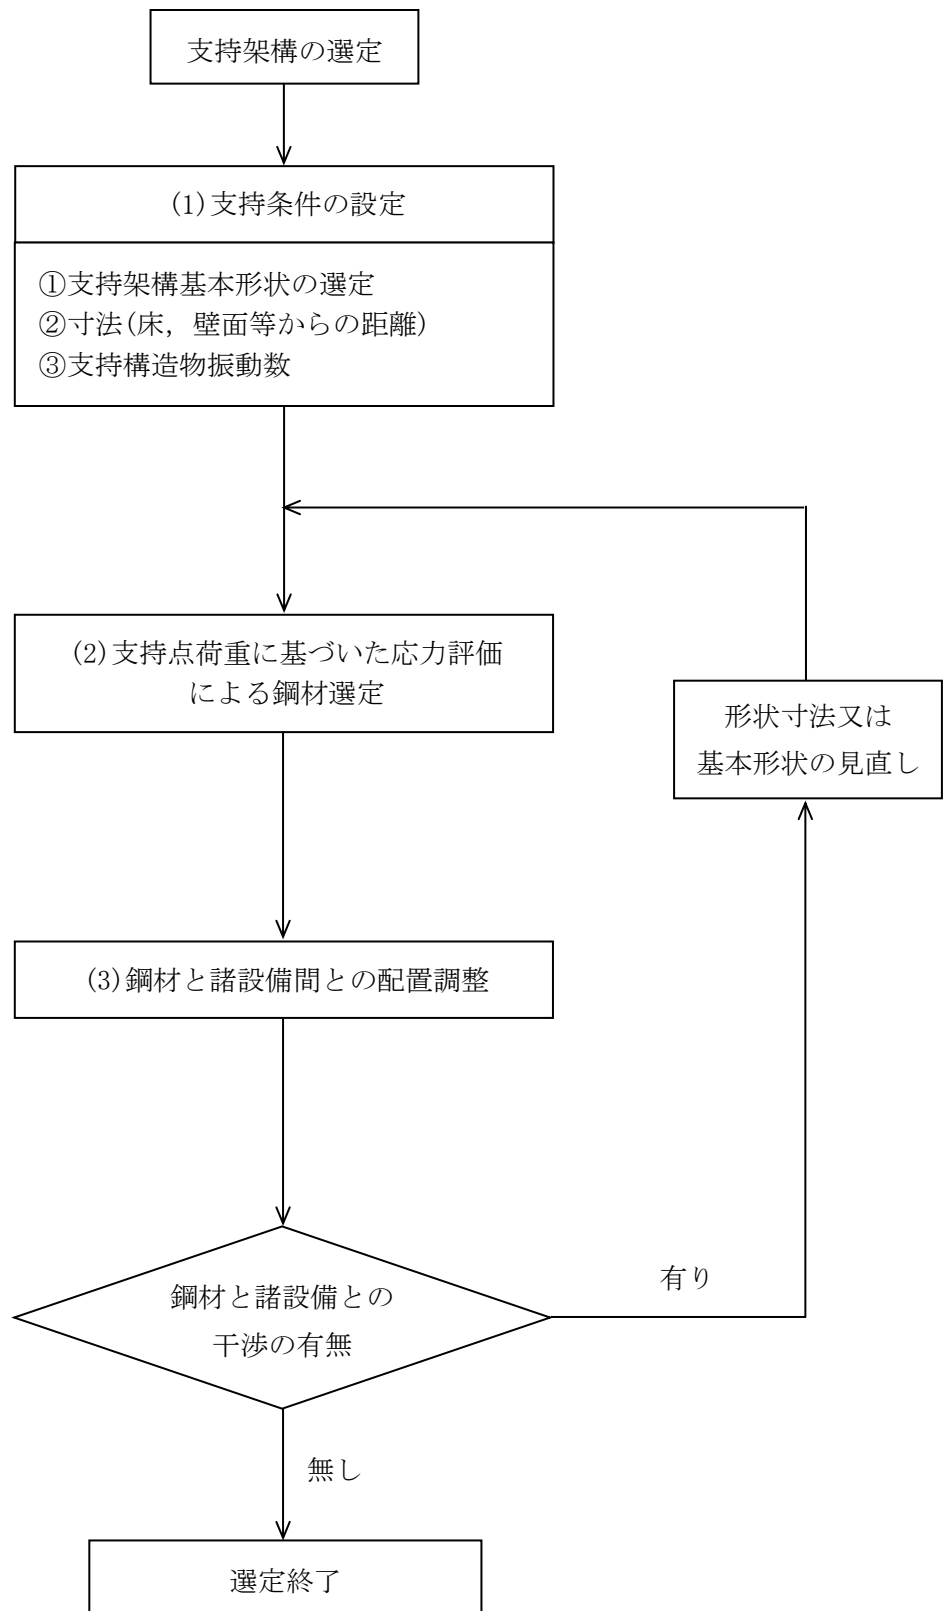 支持架構の選定
(1)支持条件の設定
①支持架構基本形状の選定
②寸法(床，壁面等からの距離)
③支持構造物振動数
(2)支持点荷重に基づいた応力評価
による鋼材選定
形状寸法又は
基本形状の見直し
(3)鋼材と諸設備間との配置調整
鋼材と諸設備との
干渉の有無
有り
無し
選定終了